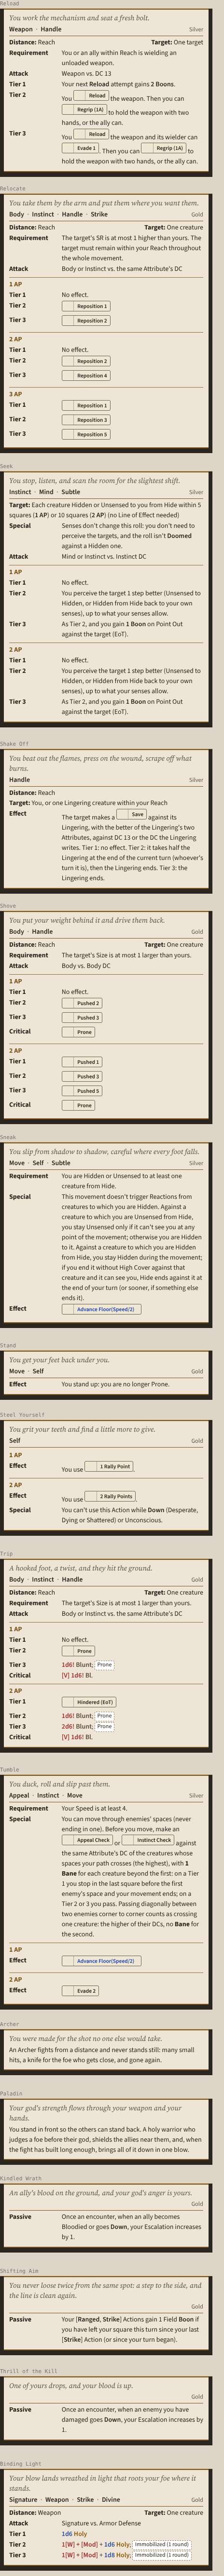 Reload
You work the mechanism and seat a fresh bolt.
Weapon · Handle Silver
Distance: Reach Target: One target
Requirement You or an ally within Reach is wielding an
unloaded weapon.
Attack Weapon vs. DC 13
Tier 1 Your next Reload attempt gains 2 Boons.
Tier 2 You Reload the weapon. Then you can
Regrip (1A) to hold the weapon with two
hands, or the ally can.
Tier 3 You Reload the weapon and its wielder can
Evade 1. Then you can Regrip (1A) to
hold the weapon with two hands, or the ally can.
Relocate
You take them by the arm and put them where you want them.
Body · Instinct · Handle · Strike Gold
Distance: Reach Target: One creature
Requirement The target's SR is at most 1 higher than yours. The
target must remain within your Reach throughout
the whole movement.
Attack Body or Instinct vs. the same Attribute's DC
1 AP
Tier 1 No effect.
Tier 2 Reposition 1
Tier 3 Reposition 2
2 AP
Tier 1 No effect.
Tier 2 Reposition 2
Tier 3 Reposition 4
3 AP
Tier 1 Reposition 1
Tier 2 Reposition 3
Tier 3 Reposition 5
Seek
You stop, listen, and scan the room for the slightest shift.
Instinct · Mind · Subtle Silver
Target: Each creature Hidden or Unsensed to you from Hide within 5
squares (1 AP) or 10 squares (2 AP) (no Line of Effect needed)
Special Senses don't change this roll: you don't need to
perceive the targets, and the roll isn't Doomed
against a Hidden one.
Attack Mind or Instinct vs. Instinct DC
1 AP
Tier 1 No effect.
Tier 2 You perceive the target 1 step better (Unsensed to
Hidden, or Hidden from Hide back to your own
senses), up to what your senses allow.
Tier 3 As Tier 2, and you gain 1 Boon on Point Out
against the target (EoT).
2 AP
Tier 1 No effect.
Tier 2 You perceive the target 1 step better (Unsensed to
Hidden, or Hidden from Hide back to your own
senses), up to what your senses allow.
Tier 3 As Tier 2, and you gain 1 Boon on Point Out
against the target (EoT).
Shake Off
You beat out the flames, press on the wound, scrape off what
burns.
Handle Silver
Distance: Reach
Target: You, or one Lingering creature within your Reach
Effect The target makes a Save against its
Lingering, with the better of the Lingering's two
Attributes, against DC 13 or the DC the Lingering
writes. Tier 1: no effect. Tier 2: it takes half the
Lingering at the end of the current turn (whoever's
turn it is), then the Lingering ends. Tier 3: the
Lingering ends.
Shove
You put your weight behind it and drive them back.
Body · Handle Gold
Distance: Reach Target: One creature
Requirement The target's Size is at most 1 larger than yours.
Attack Body vs. Body DC
1 AP
Tier 1 No effect.
Tier 2 Pushed 2
Tier 3 Pushed 3
Critical Prone
2 AP
Tier 1 Pushed 1
Tier 2 Pushed 3
Tier 3 Pushed 5
Critical Prone
Sneak
You slip from shadow to shadow, careful where every foot falls.
Move · Self · Subtle Silver
Requirement You are Hidden or Unsensed to at least one
creature from Hide.
Special This movement doesn't trigger Reactions from
creatures to which you are Hidden. Against a
creature to which you are Unsensed from Hide,
you stay Unsensed only if it can't see you at any
point of the movement; otherwise you are Hidden
to it. Against a creature to which you are Hidden
from Hide, you stay Hidden during the movement;
if you end it without High Cover against that
creature and it can see you, Hide ends against it at
the end of your turn (or sooner, if something else
ends it).
Effect Advance Floor(Speed/2)
Stand
You get your feet back under you.
Move · Self Gold
Effect You stand up: you are no longer Prone.
Steel Yourself
You grit your teeth and find a little more to give.
Self Gold
1 AP
Effect You use 1 Rally Point.
2 AP
Effect You use 2 Rally Points.
Special You can't use this Action while Down (Desperate,
Dying or Shattered) or Unconscious.
Trip
A hooked foot, a twist, and they hit the ground.
Body · Instinct · Handle Gold
Distance: Reach Target: One creature
Requirement The target's Size is at most 1 larger than yours.
Attack Body or Instinct vs. the same Attribute's DC
1 AP
Tier 1 No effect.
Tier 2 Prone
Tier 3 1d6! Blunt; Prone
Critical [V] 1d6! Bl.
2 AP
Tier 1 Hindered (EoT)
Tier 2 1d6! Blunt; Prone
Tier 3 2d6! Blunt; Prone
Critical [V] 1d6! Bl.
Tumble
You duck, roll and slip past them.
Appeal · Instinct · Move Silver
Requirement Your Speed is at least 4.
Special You can move through enemies' spaces (never
ending in one). Before you move, make an
Appeal Check or Instinct Check against
the same Attribute's DC of the creatures whose
spaces your path crosses (the highest), with 1
Bane for each creature beyond the first: on a Tier
1 you stop in the last square before the first
enemy's space and your movement ends; on a
Tier 2 or 3 you pass. Passing diagonally between
two enemies corner to corner counts as crossing
one creature: the higher of their DCs, no Bane for
the second.
1 AP
Effect Advance Floor(Speed/2)
2 AP
Effect Evade 2
Archer
You were made for the shot no one else would take.
An Archer fights from a distance and never stands still: many small
hits, a knife for the one who gets close, and gone again.
Paladin
Your god's strength flows through your weapon and your
hands.
You stand in front so the others can stand back. A holy warrior who
judges a foe before their god, shields the allies near them, and, when
the fight has built long enough, brings all of it down in one blow.
Kindled Wrath
An ally's blood on the ground, and your god's anger is yours.
Gold
Passive Once an encounter, when an ally becomes
Bloodied or goes Down, your Escalation increases
by 1.
Shifting Aim
You never loose twice from the same spot: a step to the side, and
the line is clean again.
Gold
Passive Your [Ranged, Strike] Actions gain 1 Field Boon if
you have left your square this turn since your last
[Strike] Action (or since your turn began).
Thrill of the Kill
One of yours drops, and your blood is up.
Gold
Passive Once an encounter, when an enemy you have
damaged goes Down, your Escalation increases by
1.
Binding Light
Your blow lands wreathed in light that roots your foe where it
stands.
Signature · Weapon · Strike · Divine Gold
Distance: Weapon Target: One creature
Attack Signature vs. Armor Defense
Tier 1 1d6 Holy
Tier 2 1[W] + [Mod] + 1d6 Holy; Immobilized (1 round)
Tier 3 1[W] + [Mod] + 1d8 Holy; Immobilized (1 round)